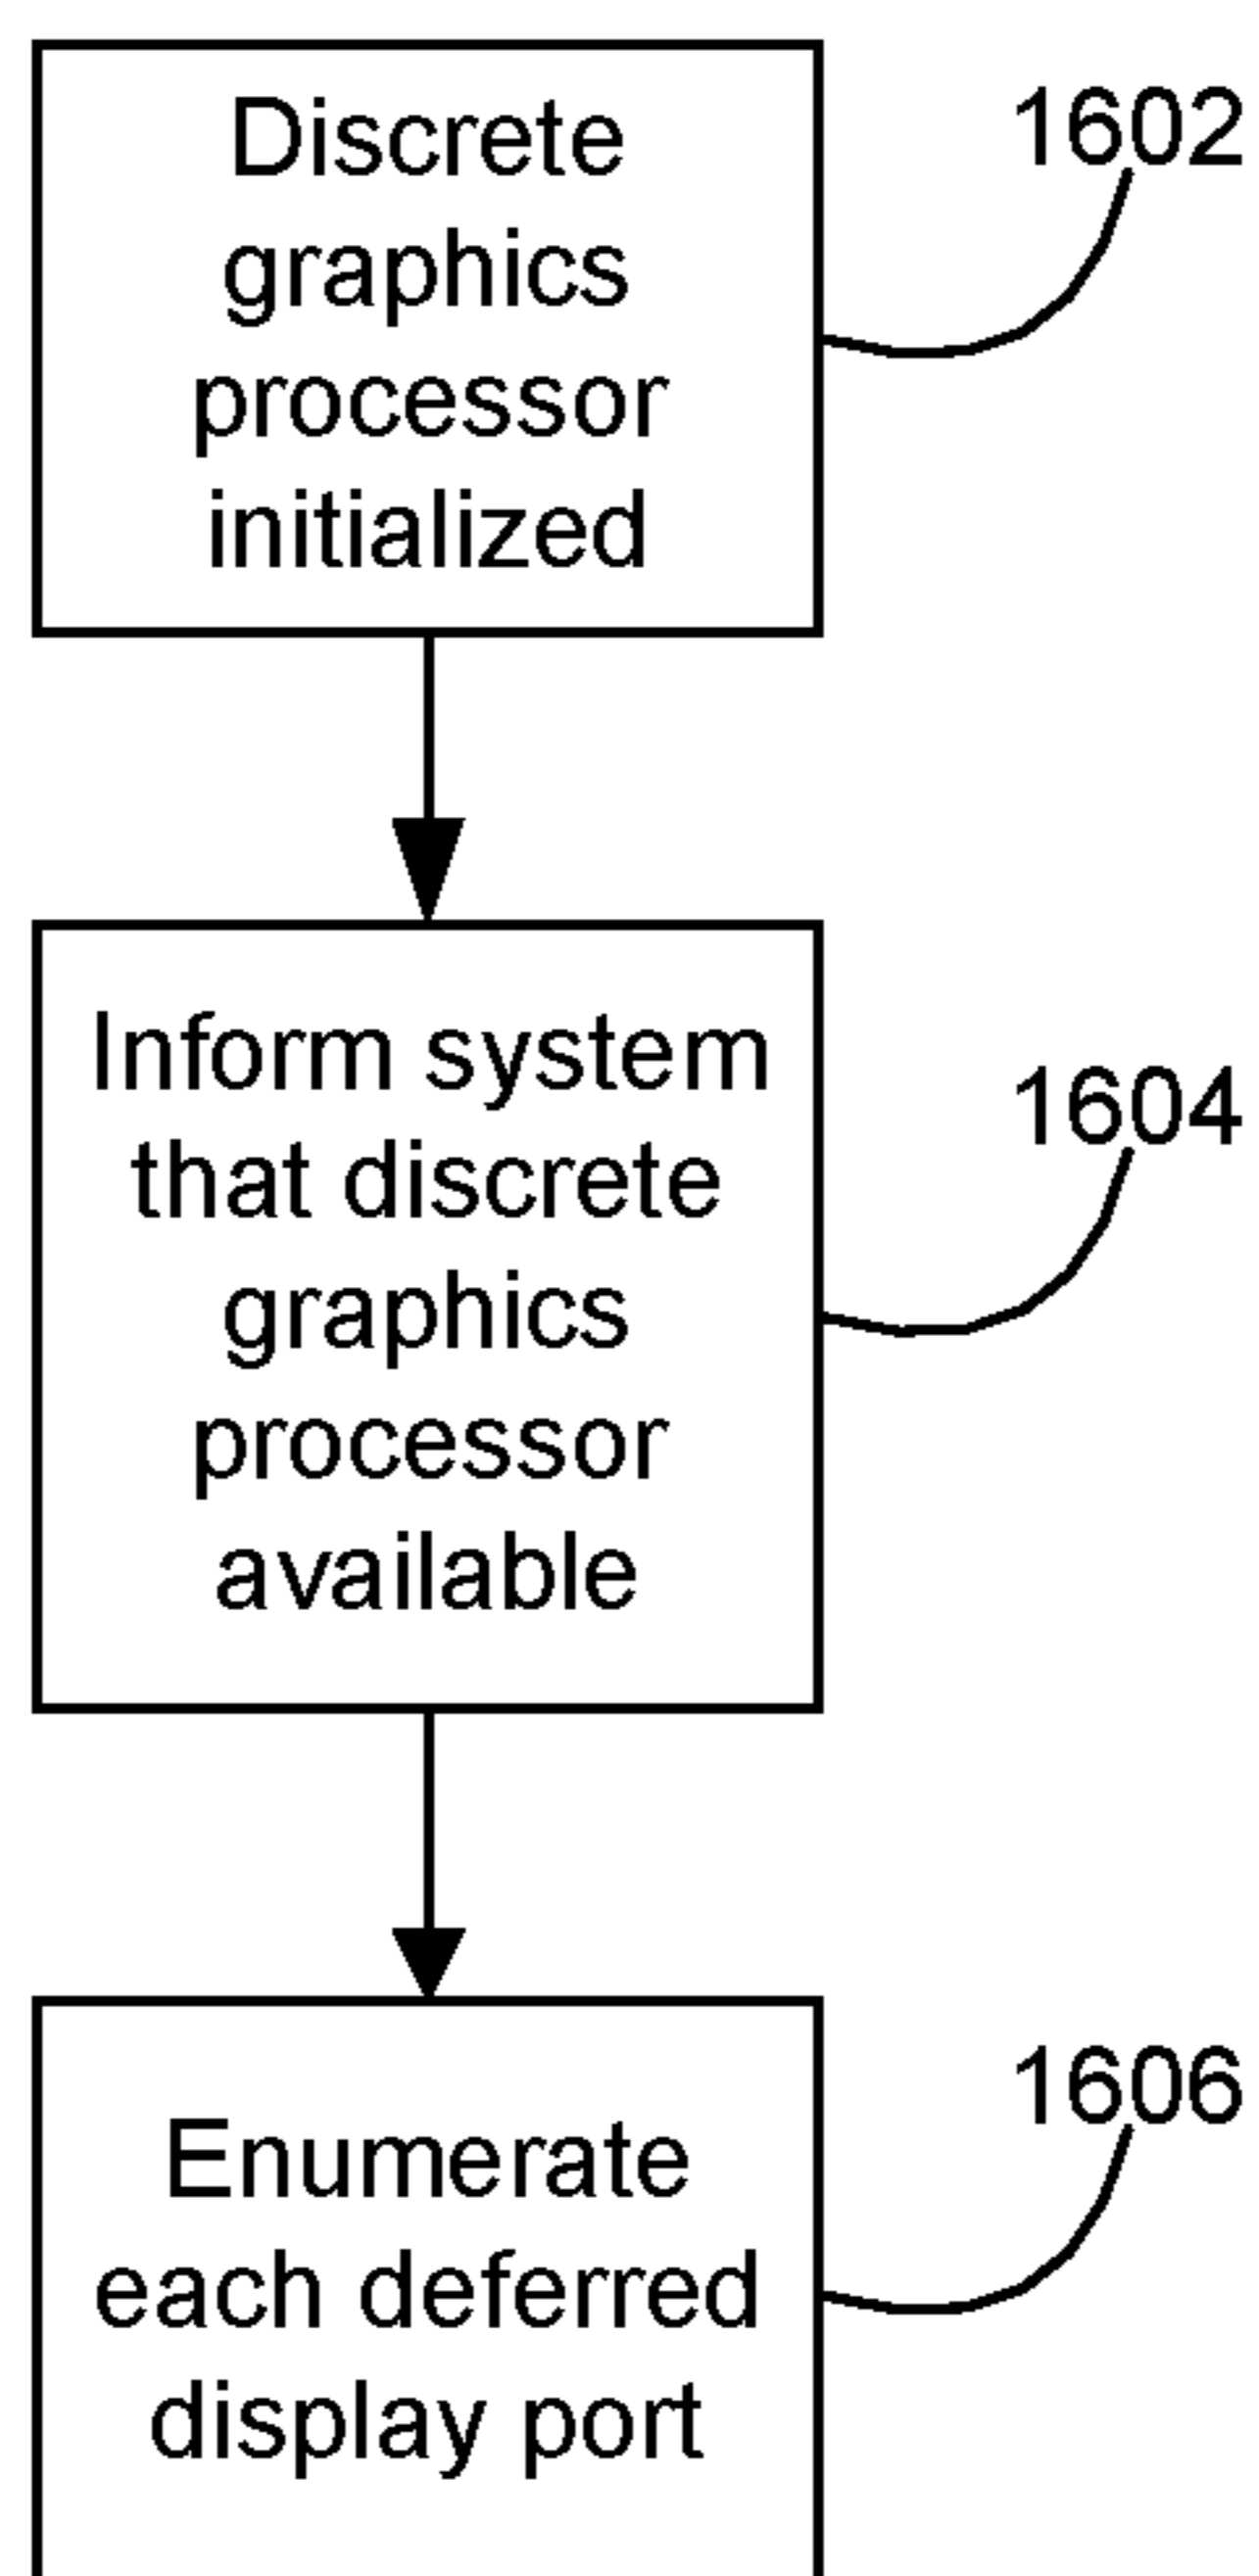 Discrete
graphics
processor
initialized
1602
Inform system
that discrete
graphics
processor
available
1604
Enumerate
each deferred
display port
1606